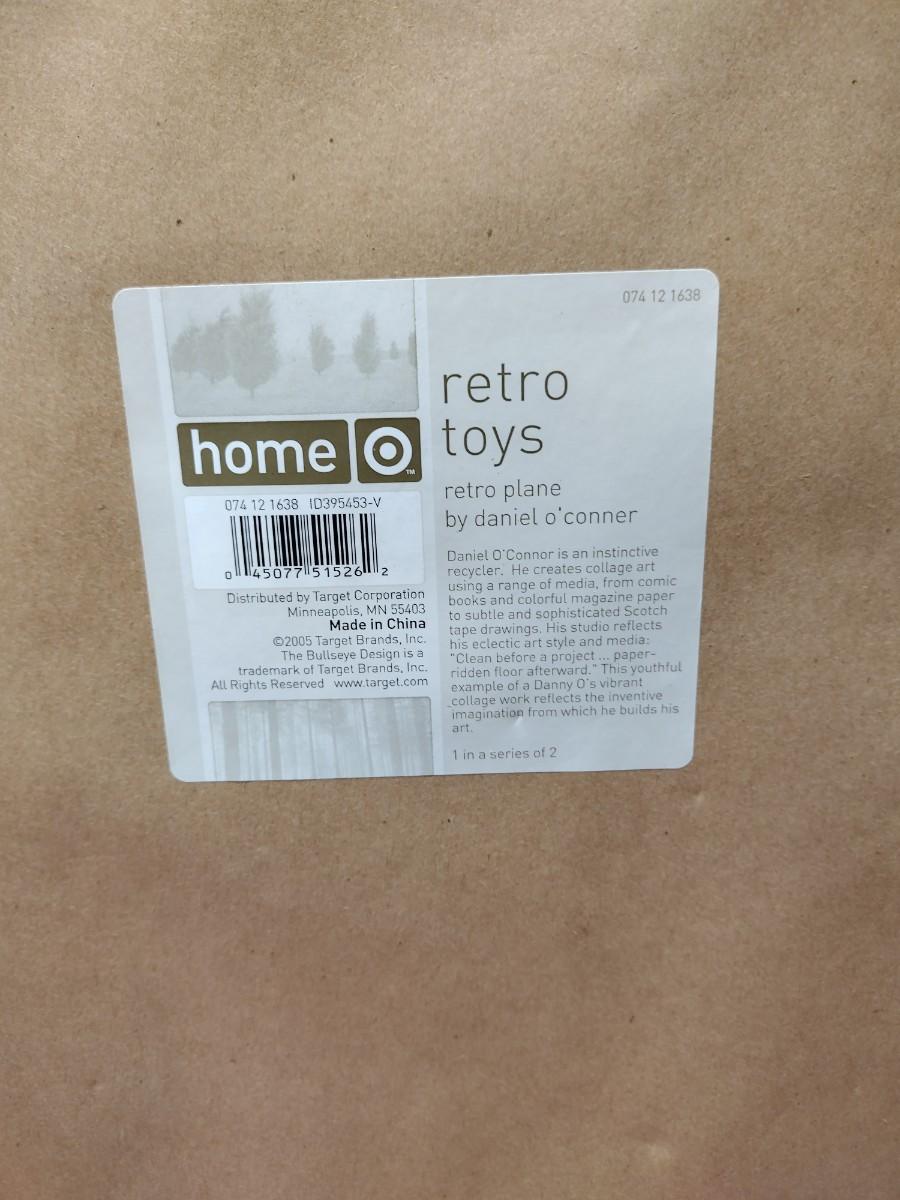 home
TM
074 12 1638 ID395453-V
0 45077 51526 2
Distributed by Target Corporation
Minneapolis, MN 55403
Made in China
©2005 Target Brands, Inc.
The Bullseye Design is a
trademark of Target Brands, Inc.
All Rights Reserved www.target.com
074 12 1638
retro
toys
retro plane
by daniel o'conner
Daniel O'Connor is an instinctive
recycler. He creates collage art
using a range of media, from comic
books and colorful magazine paper
to subtle and sophisticated Scotch
tape drawings. His studio reflects
his eclectic art style and media:
"Clean before a project ... paper-
ridden floor afterward." This youthful
example of a Danny O's vibrant
collage work reflects the inventive
imagination from which he builds his
art.
1 in a series of 2